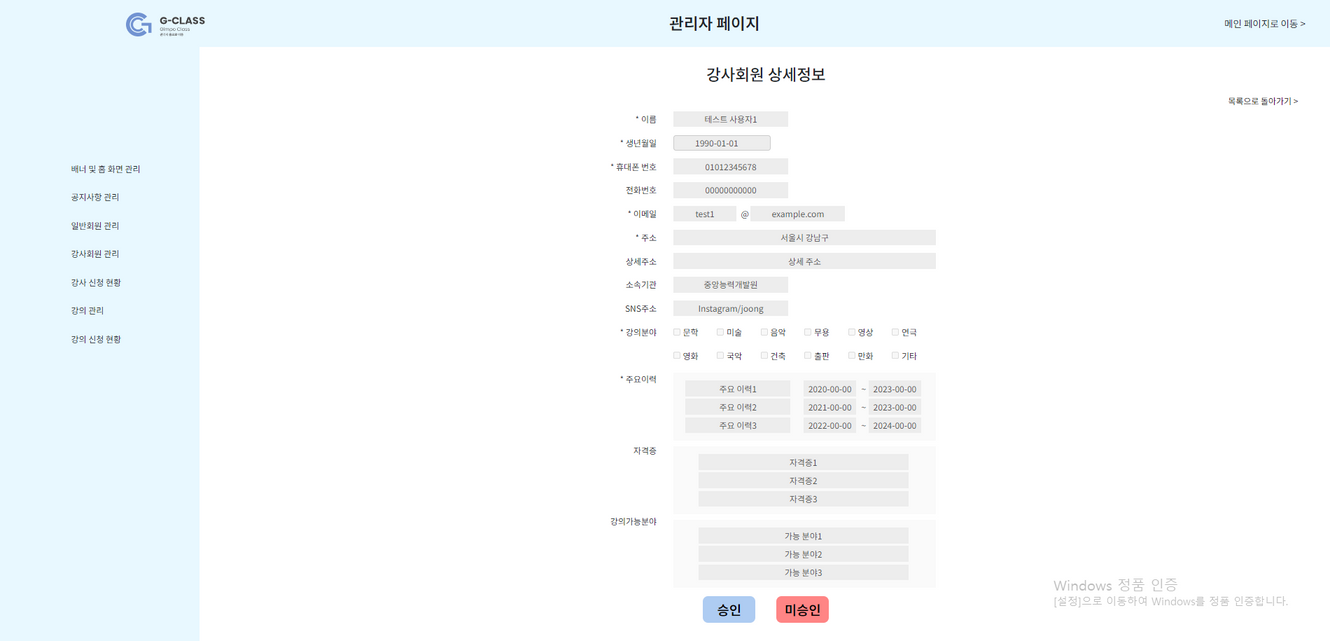 G-CLASS
Gimpo Class
관리자 페이지
메인 페이지로 이동 >
강사회원 상세정보
목록으로 돌아가기 >
배너 및 홈 화면 관리
공지사항 관리
일반회원 관리
강사회원 관리
강사 신청 현황
강의 관리
강의 신청 현황
* 이름 테스트 사용자1
* 생년월일 1990-01-01
* 휴대폰 번호 01012345678
전화번호 00000000000
* 이메일 test1 @ example.com
* 주소 서울시 강남구
상세주소 상세 주소
소속기관 중앙능력개발원
SNS주소 Instagram/joong
* 강의분야 문학 미술 음악 무용 영상 연극
영화 국악 건축 출판 만화 기타
* 주요이력 주요 이력1 2020-00-00 ~ 2023-00-00
주요 이력2 2021-00-00 ~ 2023-00-00
주요 이력3 2022-00-00 ~ 2024-00-00
자격증 자격증1
자격증2
자격증3
강의가능분야 가능 분야1
가능 분야2
가능 분야3
승인 미승인
Windows 정품 인증
[설정]으로 이동하여 Windows를 정품 인증합니다.